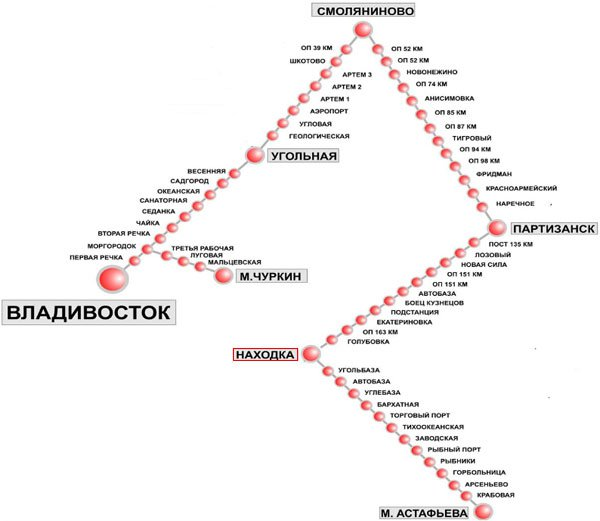 СМОЛЯНИНОВО
ОП 39 КМ
ШКОТОВО
АРТЕМ 3
АРТЕМ 2
АРТЕМ 1
АЭРОПОРТ
УГЛОВАЯ
ГЕОЛОГИЧЕСКАЯ
УГОЛЬНАЯ
ВЕСЕННЯЯ
САДГОРОД
ОКЕАНСКАЯ
САНАТОРНАЯ
СЕДАНКА
ЧАЙКА
ВТОРАЯ РЕЧКА
МОРГОРОДОК
ПЕРВАЯ РЕЧКА
ВЛАДИВОСТОК
ТРЕТЬЯ РАБОЧАЯ
ЛУГОВАЯ
МАЛЬЦЕВСКАЯ
М.ЧУРКИН
ОП 52 КМ
ОП 52 КМ
НОВОНЕЖИНО
ОП 74 КМ
АНИСИМОВКА
ОП 85 КМ
ОП 87 КМ
ТИГРОВЫЙ
ОП 94 КМ
ОП 98 КМ
ФРИДМАН
КРАСНОАРМЕЙСКИЙ
НАРЕЧНОЕ
ПАРТИЗАНСК
ПОСТ 135 КМ
ЛОЗОВЫЙ
НОВАЯ СИЛА
ОП 151 КМ
ОП 151 КМ
АВТОБАЗА
БОЕЦ КУЗНЕЦОВ
ПОДСТАНЦИЯ
ЕКАТЕРИНОВКА
ОП 163 КМ
ГОЛУБОВКА
НАХОДКА
УГОЛЬБАЗА
АВТОБАЗА
УГЛЕБАЗА
БАРХАТНАЯ
ТОРГОВЫЙ ПОРТ
ТИХООКЕАНСКАЯ
ЗАВОДСКАЯ
РЫБНЫЙ ПОРТ
РЫБНИКИ
ГОРБОЛЬНИЦА
АРСЕНЬЕВО
КРАБОВАЯ
М. АСТАФЬЕВА